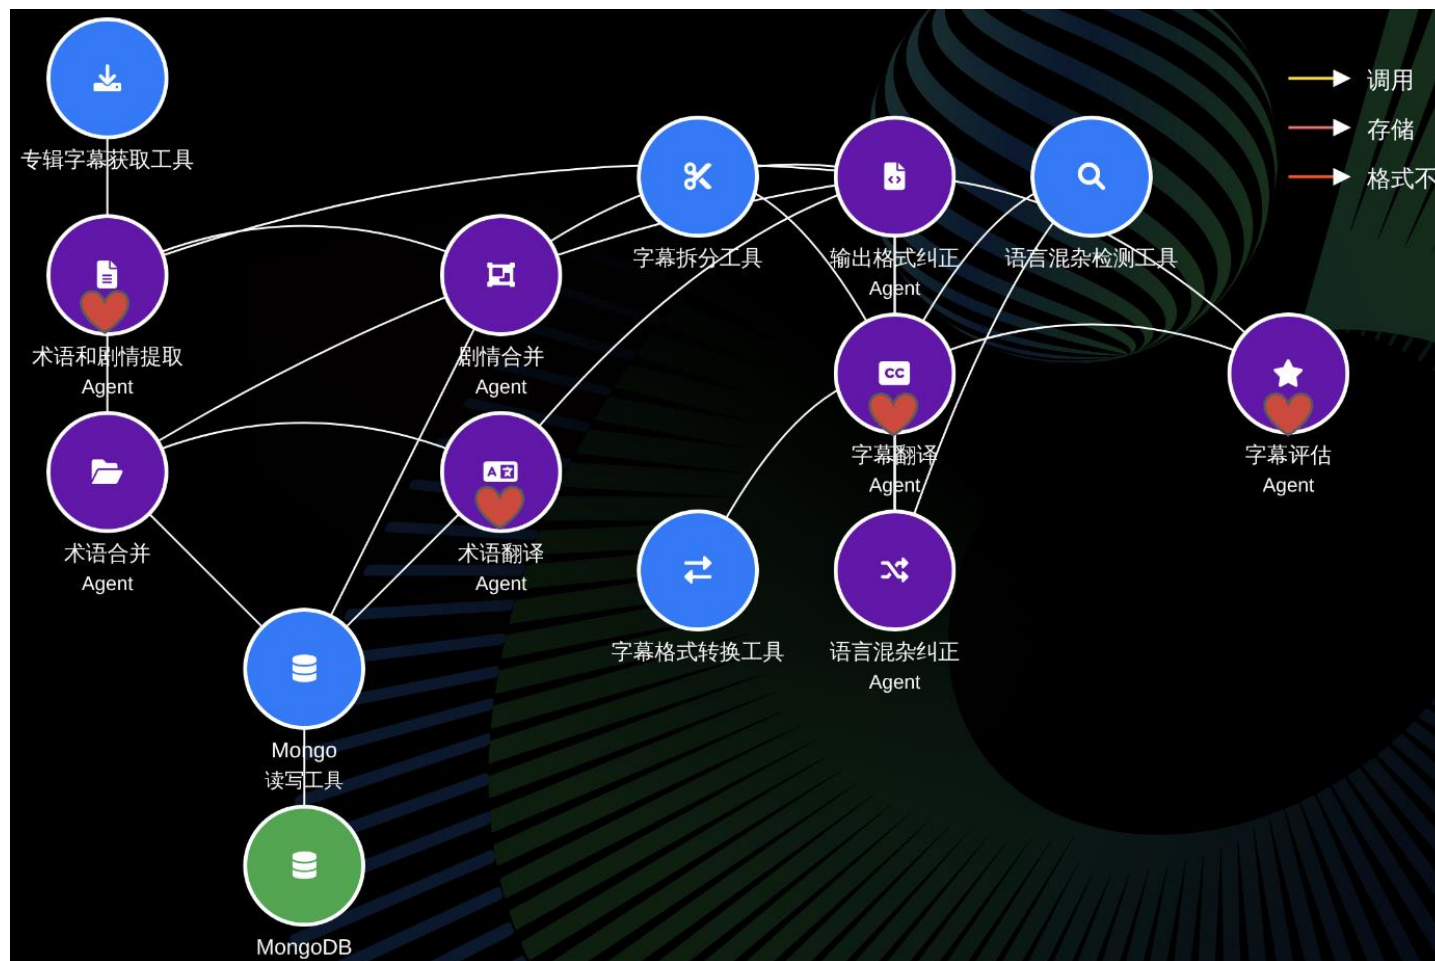 调用
存储
格式不
专辑字幕获取工具
字幕拆分工具
输出格式纠正
Agent
语言混杂检测工具
术语和剧情提取
Agent
剧情合并
Agent
CC
字幕翻译
Agent
字幕评估
Agent
术语合并
Agent
A 文
术语翻译
Agent
字幕格式转换工具
语言混杂纠正
Agent
Mongo
读写工具
MongoDB